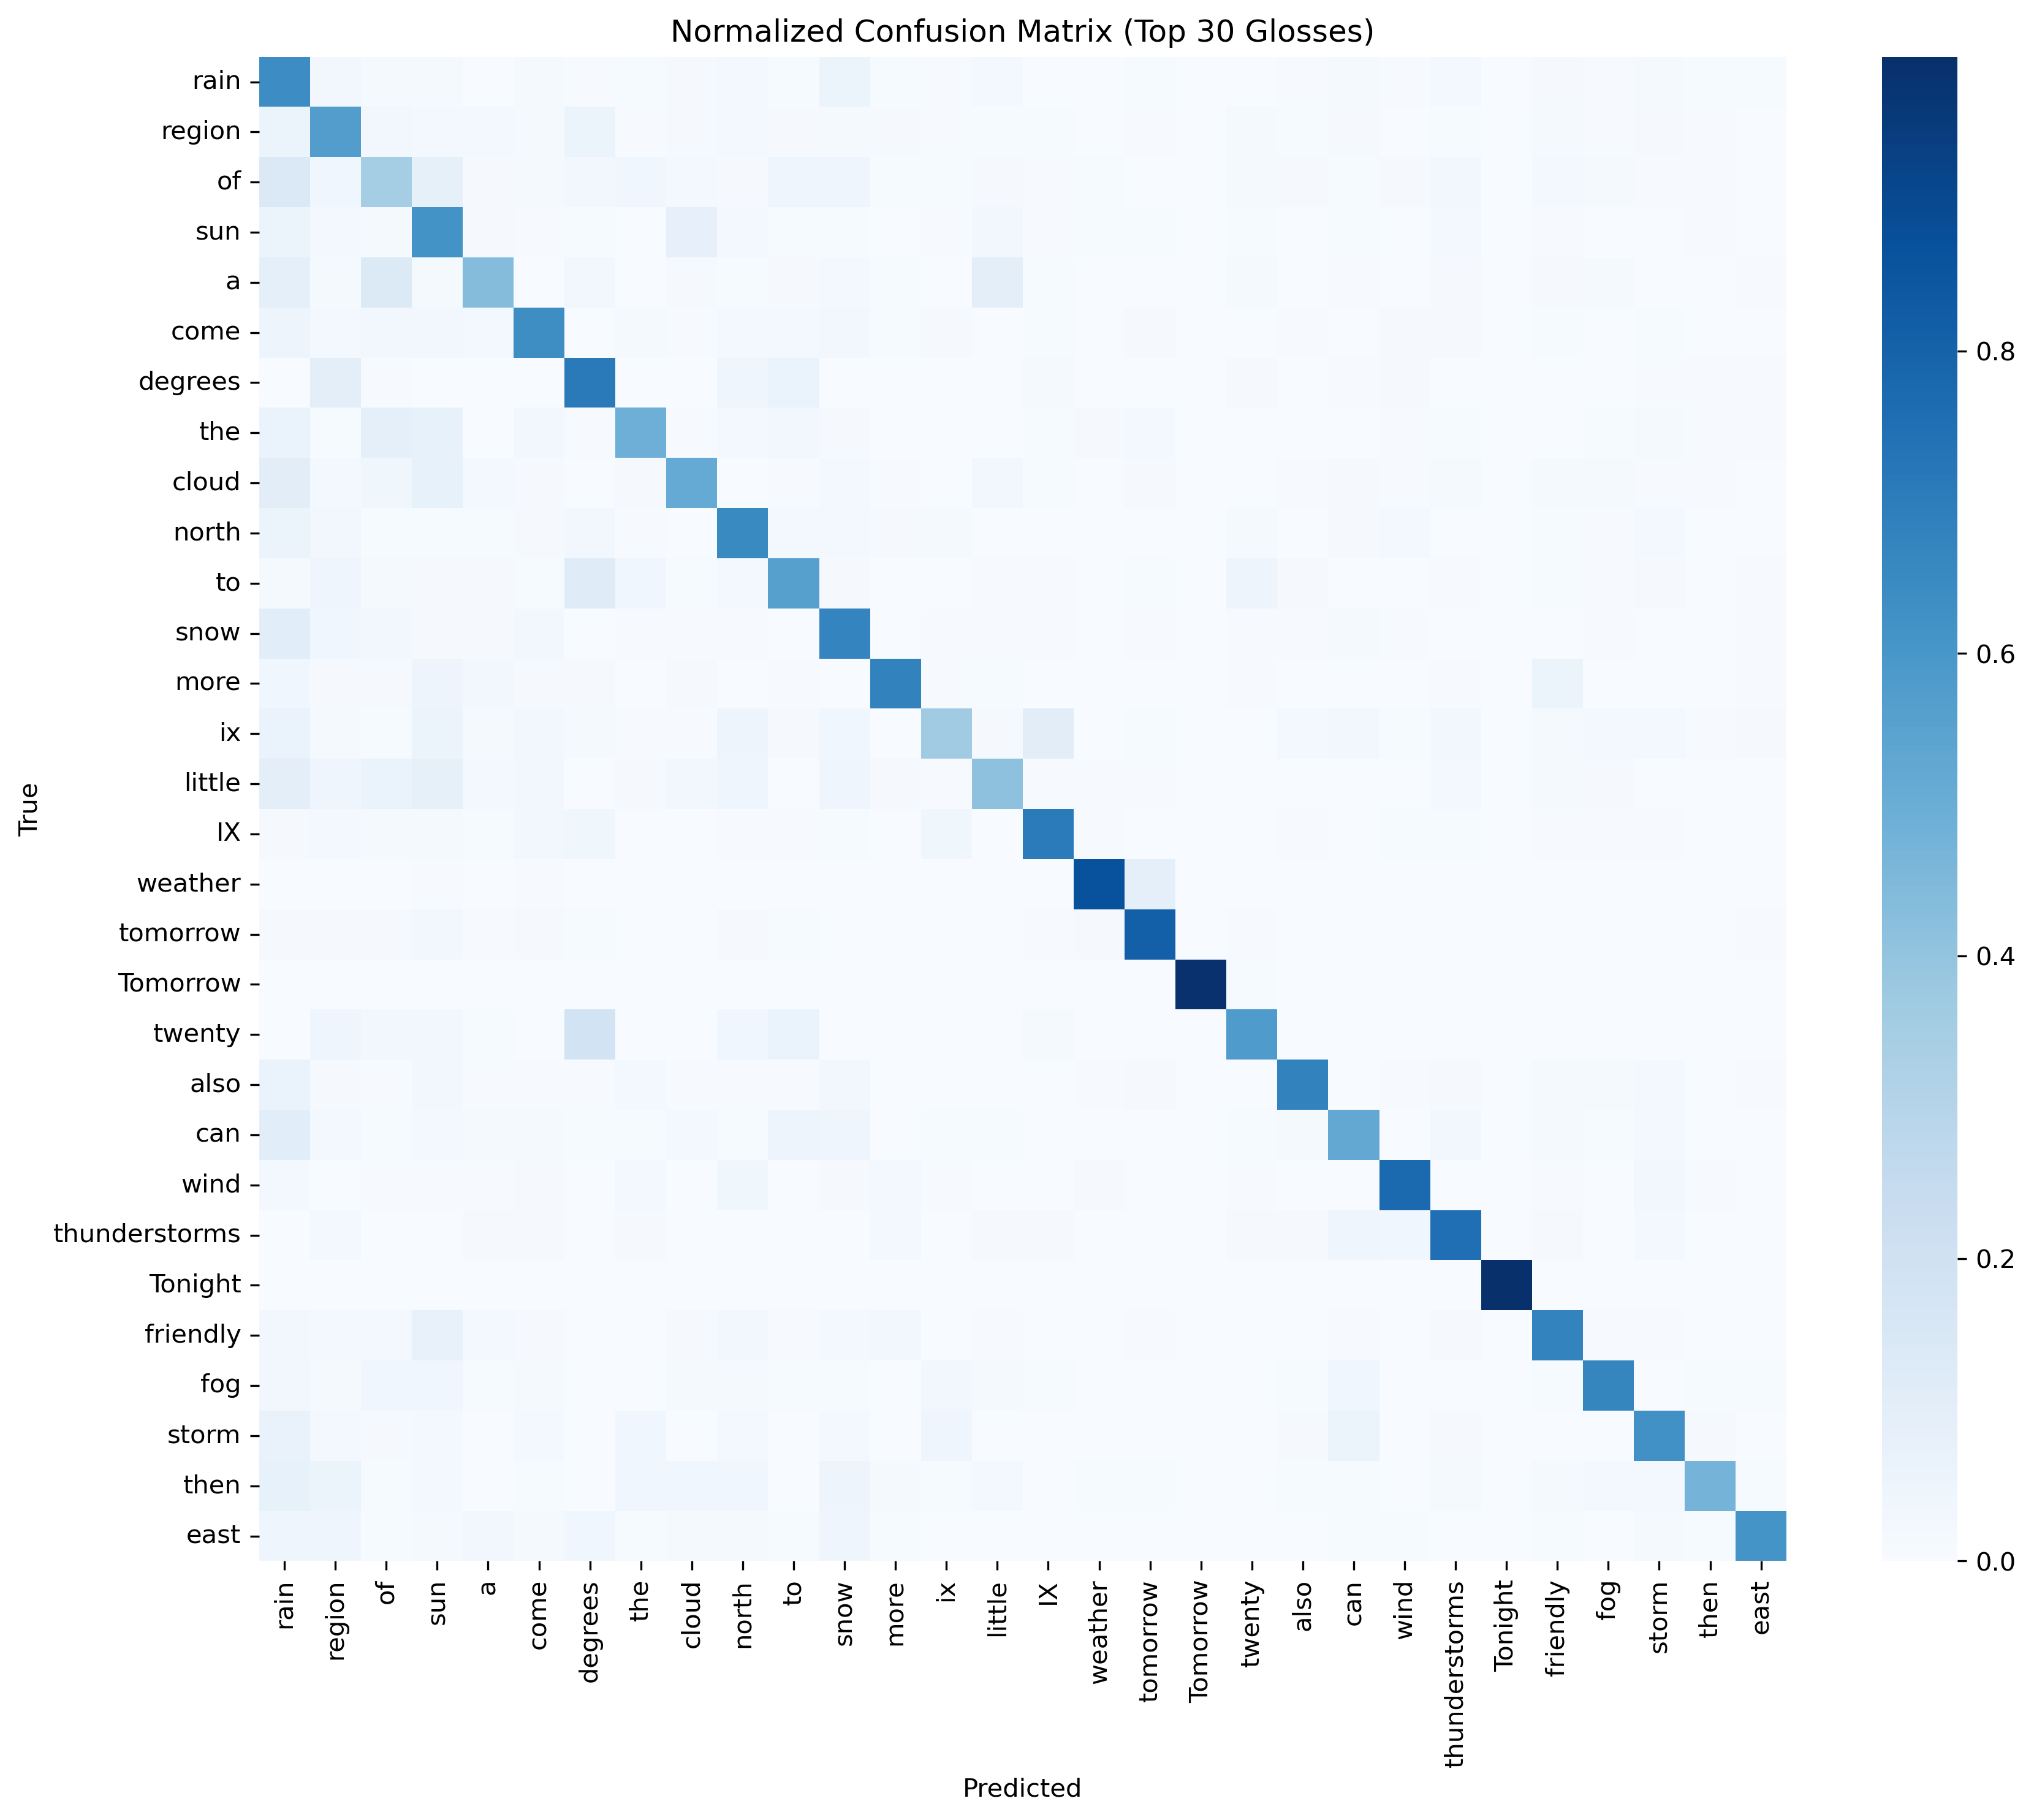 Normalized Confusion Matrix (Top 30 Glosses)
rain
region
of
sun
a
come
degrees
the
cloud
north
to
snow
more
ix
little
IX
weather
tomorrow
Tomorrow
twenty
also
can
wind
thunderstorms
Tonight
friendly
fog
storm
then
east
True
rain
region
of
sun
a
come
degrees
the
cloud
north
to
snow
more
ix
little
IX
weather
tomorrow
Tomorrow
twenty
also
can
wind
thunderstorms
Tonight
friendly
fog
storm
then
east
Predicted
0.8
0.6
0.4
0.2
0.0